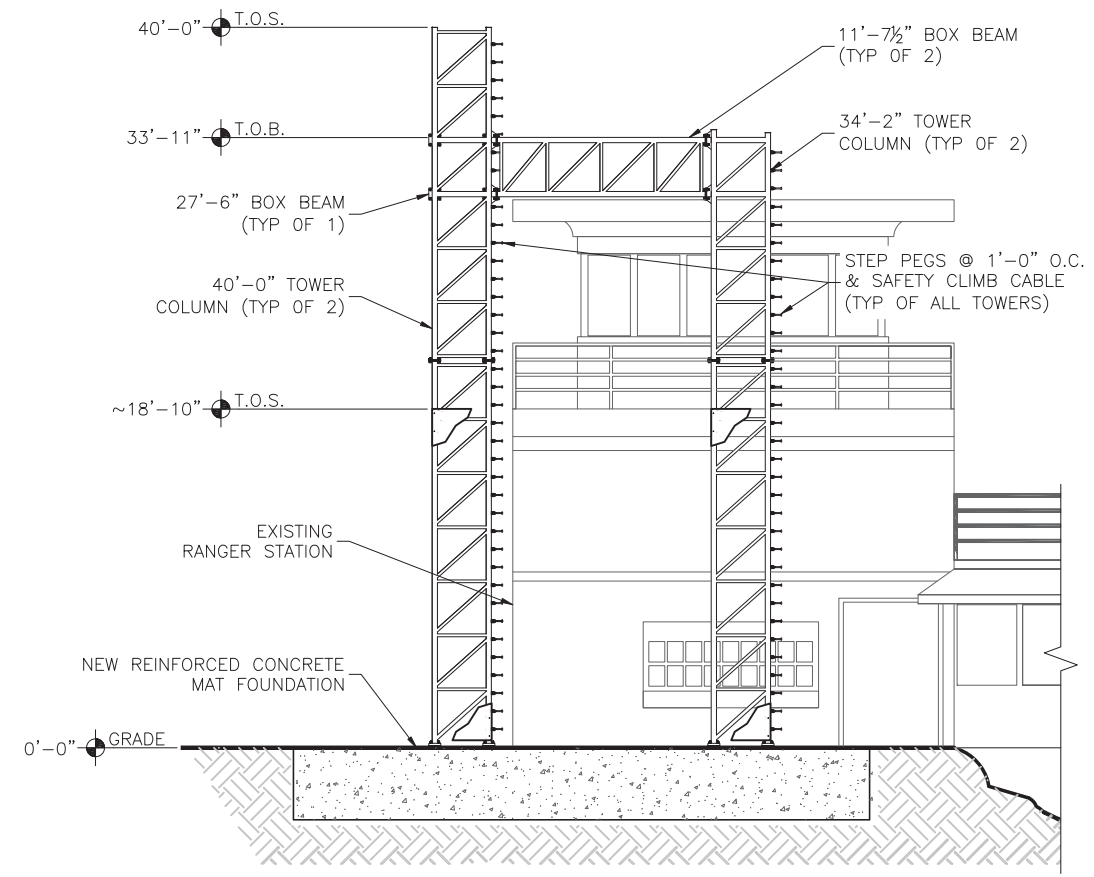 40'-0" T.O.S.
11'-7½" BOX BEAM
(TYP OF 2)
33'-11" T.O.B.
34'-2" TOWER
COLUMN (TYP OF 2)
27'-6" BOX BEAM
(TYP OF 1)
STEP PEGS @ 1'-0" O.C.
& SAFETY CLIMB CABLE
(TYP OF ALL TOWERS)
40'-0" TOWER
COLUMN (TYP OF 2)
~18'-10" T.O.S.
EXISTING
RANGER STATION
NEW REINFORCED CONCRETE
MAT FOUNDATION
0'-0" GRADE